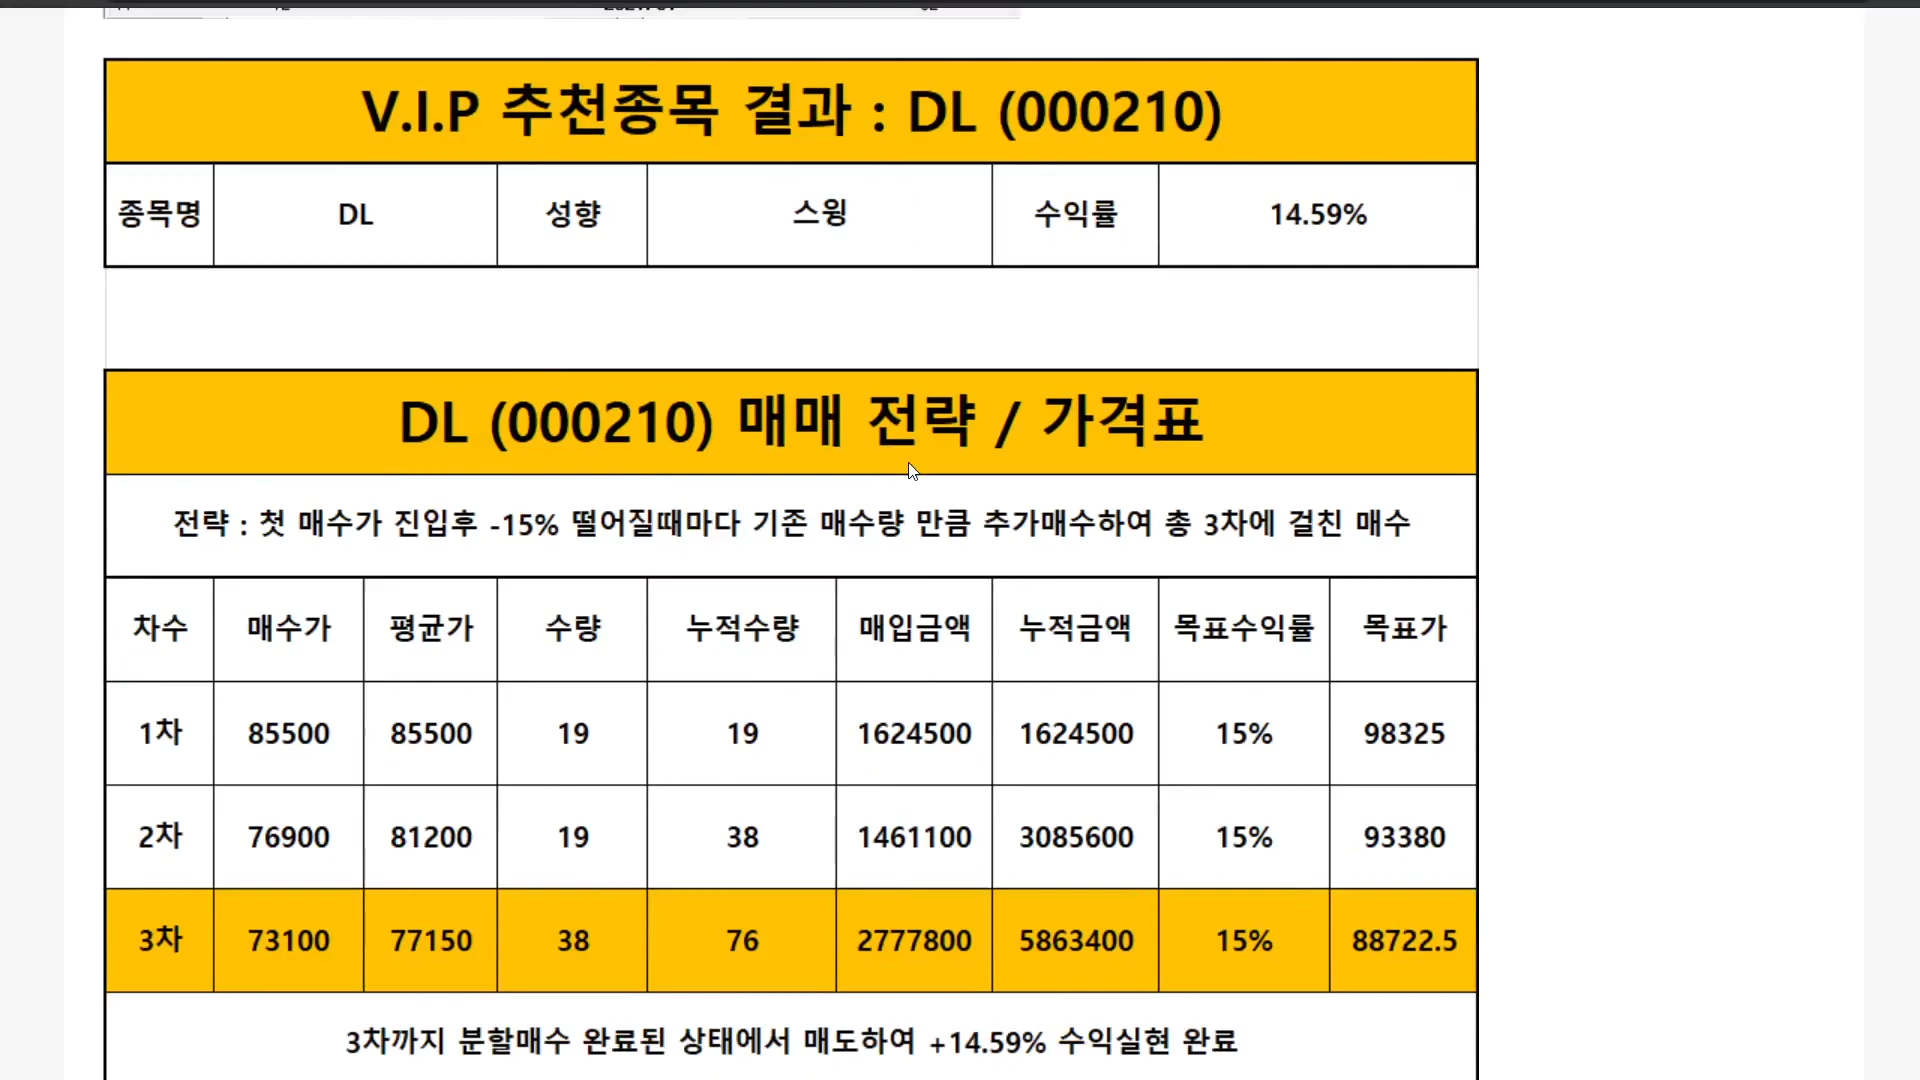 V.I.P 추천종목 결과 : DL (000210)
종목명 DL 성향 스윙 수익률 14.59%
DL (000210) 매매 전략 / 가격표
전략 : 첫 매수가 진입후 -15% 떨어질때마다 기존 매수량 만큼 추가매수하여 총 3차에 걸친 매수
차수 매수가 평균가 수량 누적수량 매입금액 누적금액 목표수익률 목표가
1차 85500 85500 19 19 1624500 1624500 15% 98325
2차 76900 81200 19 38 1461100 3085600 15% 93380
3차 73100 77150 38 76 2777800 5863400 15% 88722.5
3차까지 분할매수 완료된 상태에서 매도하여 +14.59% 수익실현 완료